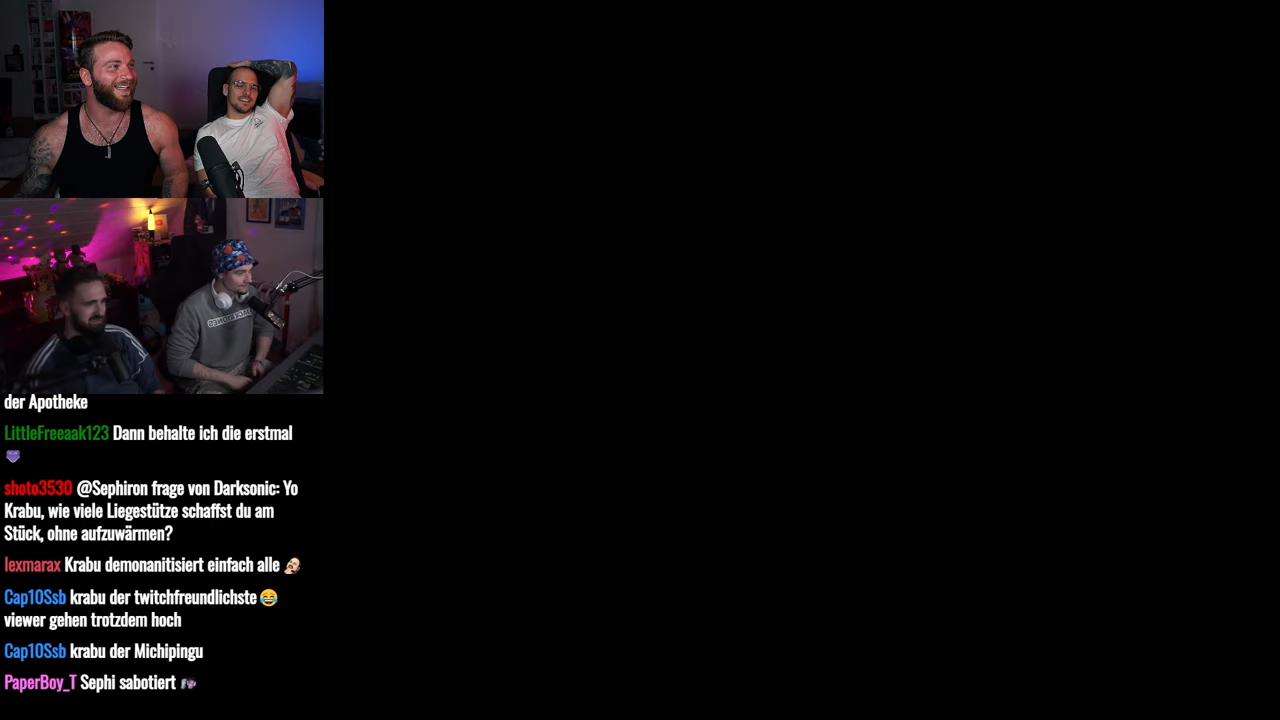 der Apotheke
LittleFreeaak123 Dann behalte ich die erstmal
shoto3530 @Sephiron frage von Darksonic: Yo
Krabu, wie viele Liegestütze schaffst du am
Stück, ohne aufzuwärmen?
lexmarax Krabu demonanitisiert einfach alle
Cap10Ssb krabu der twitchfreundlichste 😂
viewer gehen trotzdem hoch
Cap10Ssb krabu der Michipingu
PaperBoy_T Sephi sabotiert